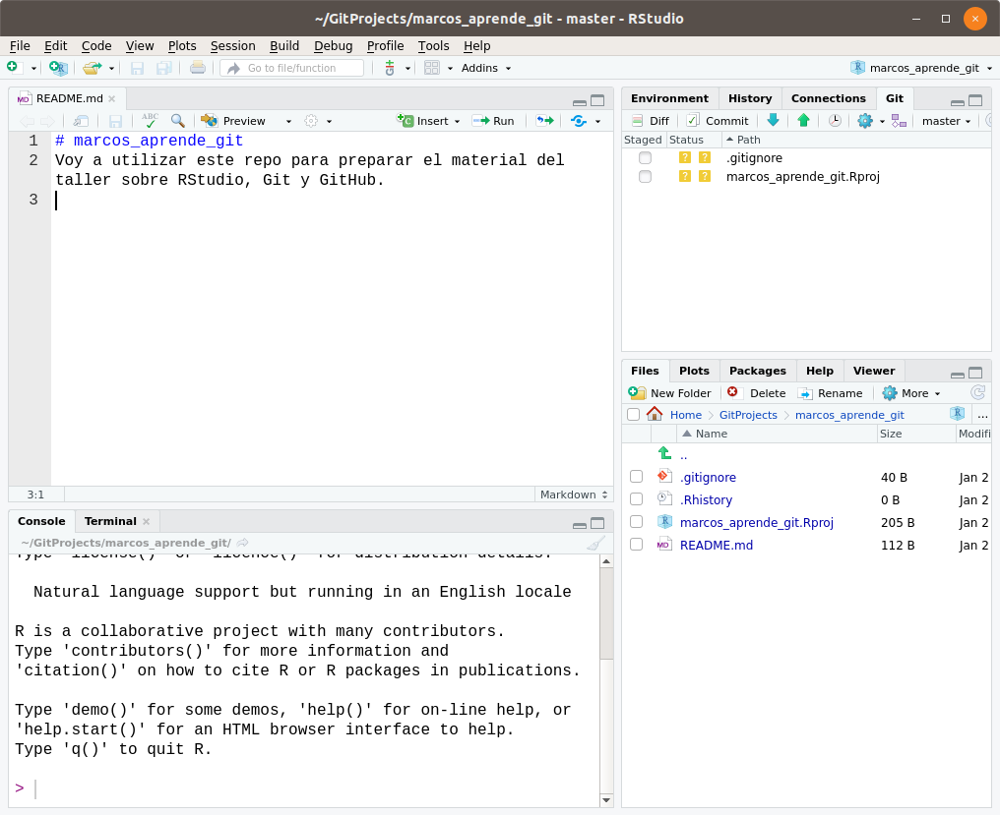 ~/GitProjects/marcos_aprende_git - master - RStudio
File Edit Code View Plots Session Build Debug Profile Tools Help
Go to file/function Addins marcos_aprende_git
README.md
ABC Preview Insert Run
1 # marcos_aprende_git
2 Voy a utilizar este repo para preparar el material del
taller sobre RStudio, Git y GitHub.
3
3:1 Markdown
Console Terminal
~/GitProjects/marcos_aprende_git/
Type 'license()' or 'licence()' for distribution details.
Natural language support but running in an English locale
R is a collaborative project with many contributors.
Type 'contributors()' for more information and
'citation()' on how to cite R or R packages in publications.
Type 'demo()' for some demos, 'help()' for on-line help, or
'help.start()' for an HTML browser interface to help.
Type 'q()' to quit R.
>
Environment History Connections Git
Diff Commit master
Staged Status Path
? ? .gitignore
? ? marcos_aprende_git.Rproj
Files Plots Packages Help Viewer
New Folder Delete Rename More
Home GitProjects marcos_aprende_git R ...
Name Size Modifi
..
.gitignore 40 B Jan 2
.Rhistory 0 B Jan 2
marcos_aprende_git.Rproj 205 B Jan 2
MD README.md 112 B Jan 2